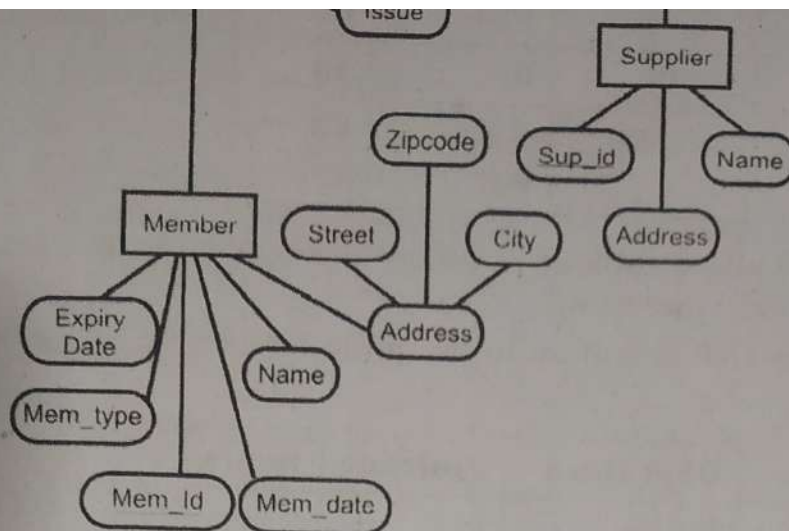 Issue
Supplier
Zipcode
Sup_id
Name
Member
Street
City
Address
Expiry
Date
Address
Name
Mem_type
Mem_Id
Mem_date